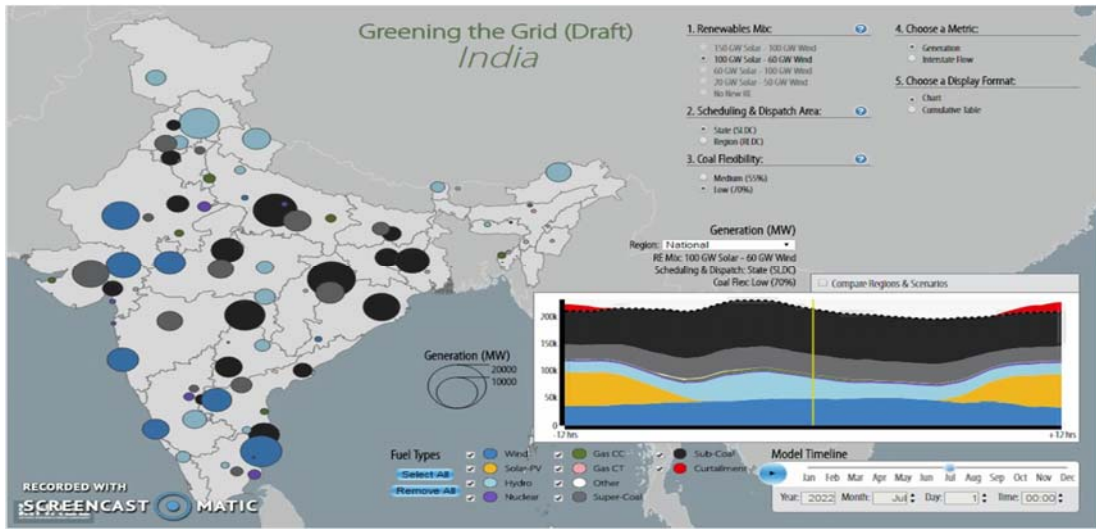 Greening the Grid (Draft)
India
1. Renewables Mix:
150 GW Solar - 100 GW Wind
100 GW Solar - 60 GW Wind
60 GW Solar - 100 GW Wind
20 GW Solar - 50 GW Wind
No New RE
2. Scheduling & Dispatch Area:
State (SLDC)
Region (RLDC)
3. Coal Flexibility:
Medium (55%)
Low (70%)
4. Choose a Metric:
Generation
Interstate Flow
5. Choose a Display Format:
Chart
Cumulative Table
Generation (MW)
Region: National
RE Mix: 100 GW Solar - 60 GW Wind
Scheduling & Dispatch: State (SLDC)
Coal Flex: Low (70%)
Compare Regions & Scenarios
200k
150k
100k
50k
0
-12 hrs
+12 hrs
Generation (MW)
20000
10000
Fuel Types
Select All
Remove All
Wind
Solar-PV
Hydro
Nuclear
Gas CC
Gas CT
Other
Super-Coal
Sub-Coal
Curtailment
Model Timeline
Jan Feb Mar Apr May Jun Jul Aug Sep Oct Nov Dec
Year: 2022 Month: Jul Day: 1 Time: 00:00
RECORDED WITH
SCREENCAST MATIC